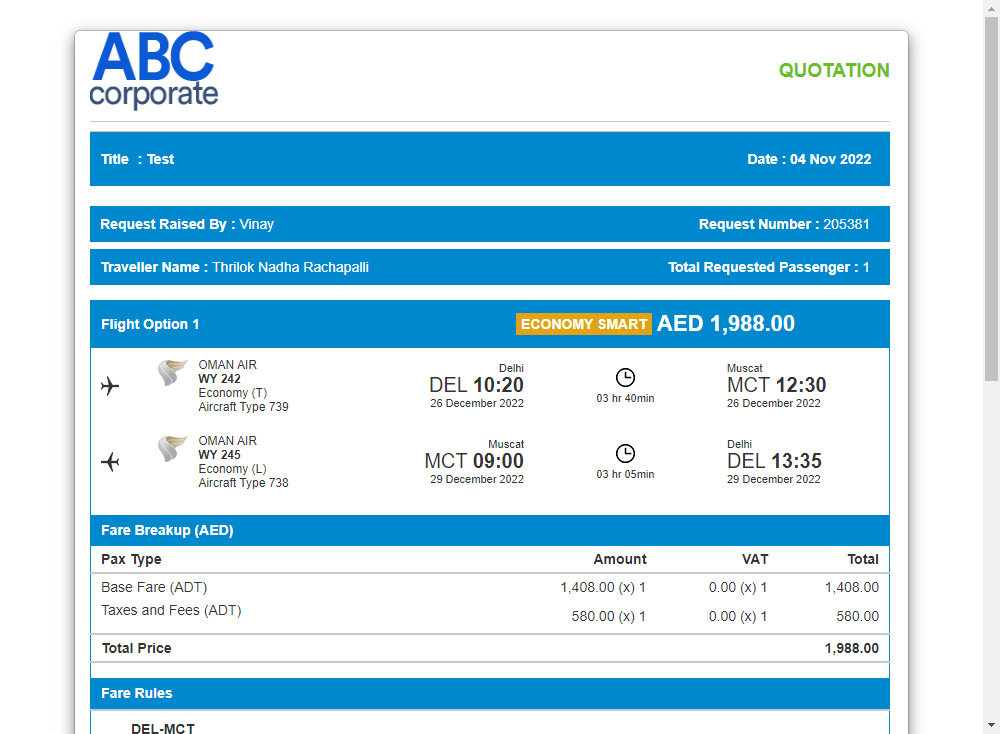 ABC
corporate
QUOTATION
Title : Test Date : 04 Nov 2022
Request Raised By : Vinay Request Number : 205381
Traveller Name : Thrilok Nadha Rachapalli Total Requested Passenger : 1
Flight Option 1 ECONOMY SMART AED 1,988.00
OMAN AIR
WY 242
Economy (T)
Aircraft Type 739
Delhi
DEL 10:20
26 December 2022
03 hr 40min
Muscat
MCT 12:30
26 December 2022
OMAN AIR
WY 245
Economy (L)
Aircraft Type 738
Muscat
MCT 09:00
29 December 2022
03 hr 05min
Delhi
DEL 13:35
29 December 2022
Fare Breakup (AED)
Pax Type Amount VAT Total
Base Fare (ADT) 1,408.00 (x) 1 0.00 (x) 1 1,408.00
Taxes and Fees (ADT) 580.00 (x) 1 0.00 (x) 1 580.00
Total Price 1,988.00
Fare Rules
DEL-MCT